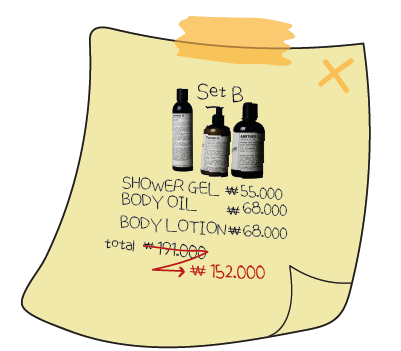 Set B
SHOWER GEL ₩55.000
BODY OIL ₩68.000
BODY LOTION ₩68.000
total ₩191.000
₩152.000